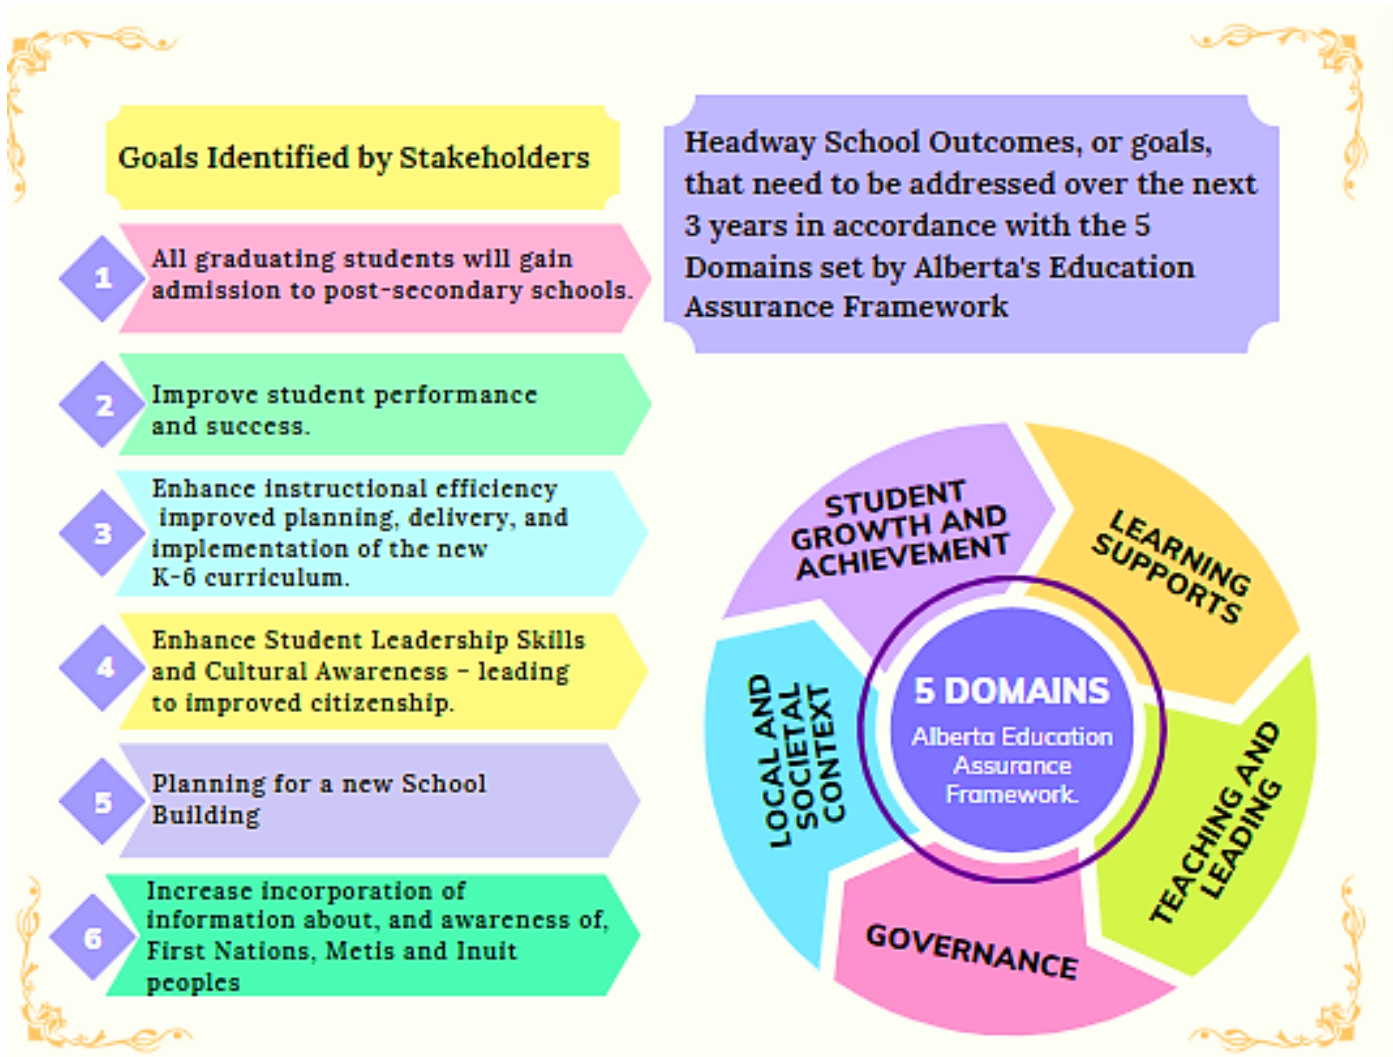 Goals Identified by Stakeholders
1
All graduating students will gain
admission to post-secondary schools.
2
Improve student performance
and success.
3
Enhance instructional efficiency
improved planning, delivery, and
implementation of the new
K-6 curriculum.
4
Enhance Student Leadership Skills
and Cultural Awareness – leading
to improved citizenship.
5
Planning for a new School
Building
6
Increase incorporation of
information about, and awareness of,
First Nations, Metis and Inuit
peoples
Headway School Outcomes, or goals,
that need to be addressed over the next
3 years in accordance with the 5
Domains set by Alberta's Education
Assurance Framework
STUDENT
GROWTH AND
ACHIEVEMENT
LEARNING
SUPPORTS
TEACHING AND
LEADING
GOVERNANCE
LOCAL AND
SOCIETAL
CONTEXT
5 DOMAINS
Alberta Education
Assurance
Framework.